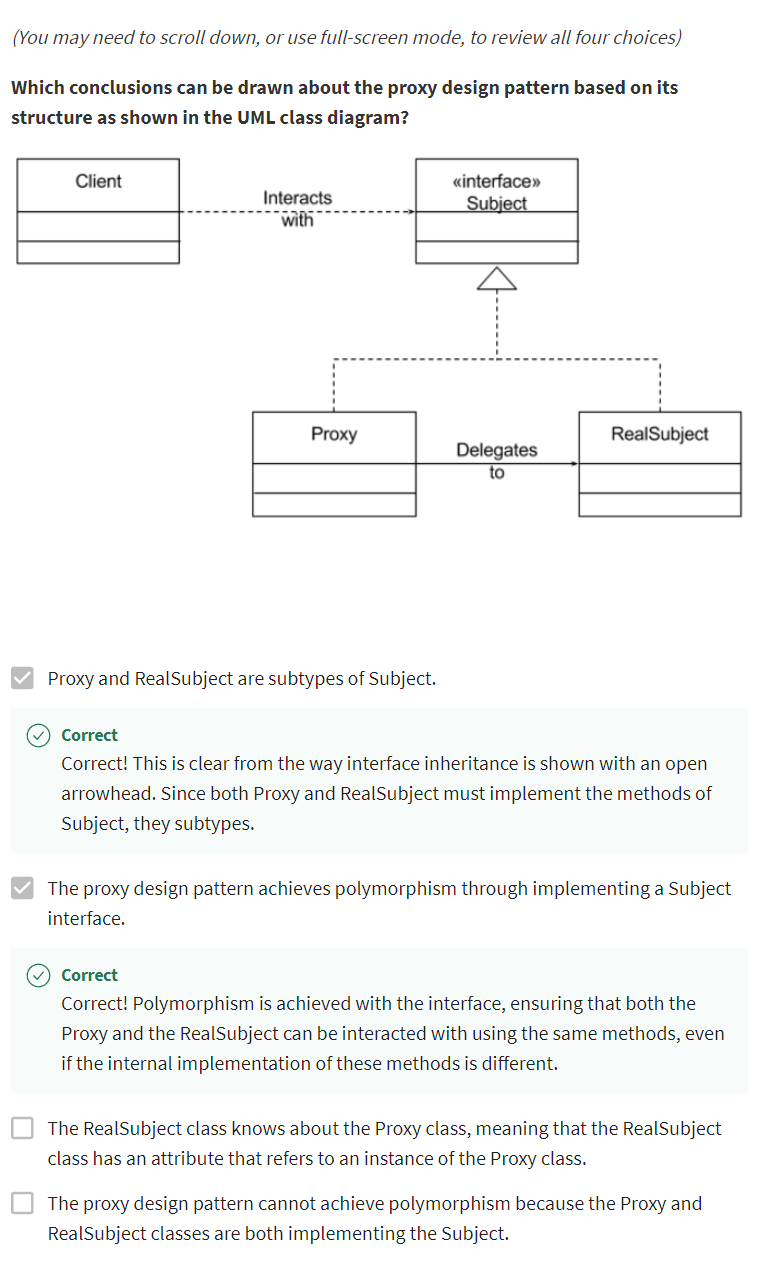 (You may need to scroll down, or use full-screen mode, to review all four choices)
Which conclusions can be drawn about the proxy design pattern based on its
structure as shown in the UML class diagram?
Client
Interacts
with
«interface»
Subject
Proxy
Delegates
to
RealSubject
Proxy and RealSubject are subtypes of Subject.
Correct
Correct! This is clear from the way interface inheritance is shown with an open
arrowhead. Since both Proxy and RealSubject must implement the methods of
Subject, they subtypes.
The proxy design pattern achieves polymorphism through implementing a Subject
interface.
Correct
Correct! Polymorphism is achieved with the interface, ensuring that both the
Proxy and the RealSubject can be interacted with using the same methods, even
if the internal implementation of these methods is different.
The RealSubject class knows about the Proxy class, meaning that the RealSubject
class has an attribute that refers to an instance of the Proxy class.
The proxy design pattern cannot achieve polymorphism because the Proxy and
RealSubject classes are both implementing the Subject.